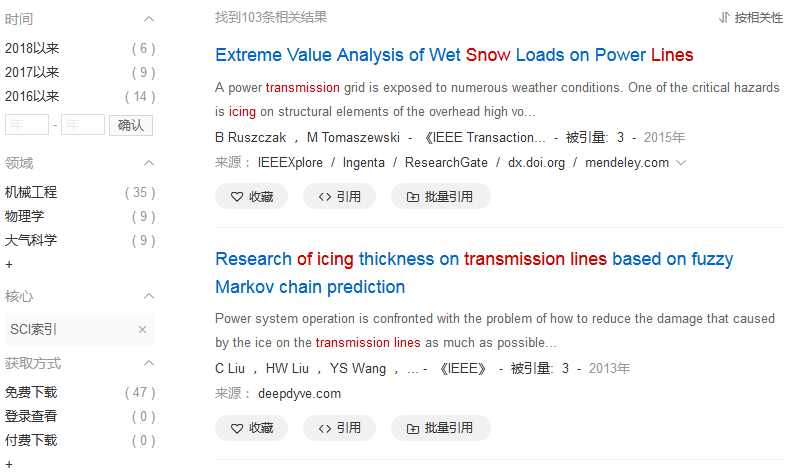 时间
2018以来 ( 6 )
2017以来 ( 9 )
2016以来 ( 14 )
年 - 年 确认
领域
机械工程 ( 35 )
物理学 ( 9 )
大气科学 ( 9 )
+
核心
SCI索引 ×
获取方式
免费下载 ( 47 )
登录查看 ( 0 )
付费下载 ( 0 )
+
找到103条相关结果 按相关性
Extreme Value Analysis of Wet Snow Loads on Power Lines
A power transmission grid is exposed to numerous weather conditions. One of the critical hazards
is icing on structural elements of the overhead high vo...
B Ruszczak , M Tomaszewski - 《IEEE Transaction... - 被引量: 3 - 2015年
来源: IEEEXplore / Ingenta / ResearchGate / dx.doi.org / mendeley.com
收藏 <> 引用 批量引用
Research of icing thickness on transmission lines based on fuzzy
Markov chain prediction
Power system operation is confronted with the problem of how to reduce the damage that caused
by the ice on the transmission lines as much as possible...
C Liu , HW Liu , YS Wang , ... - 《IEEE》 - 被引量: 3 - 2013年
来源: deepdyve.com
收藏 <> 引用 批量引用